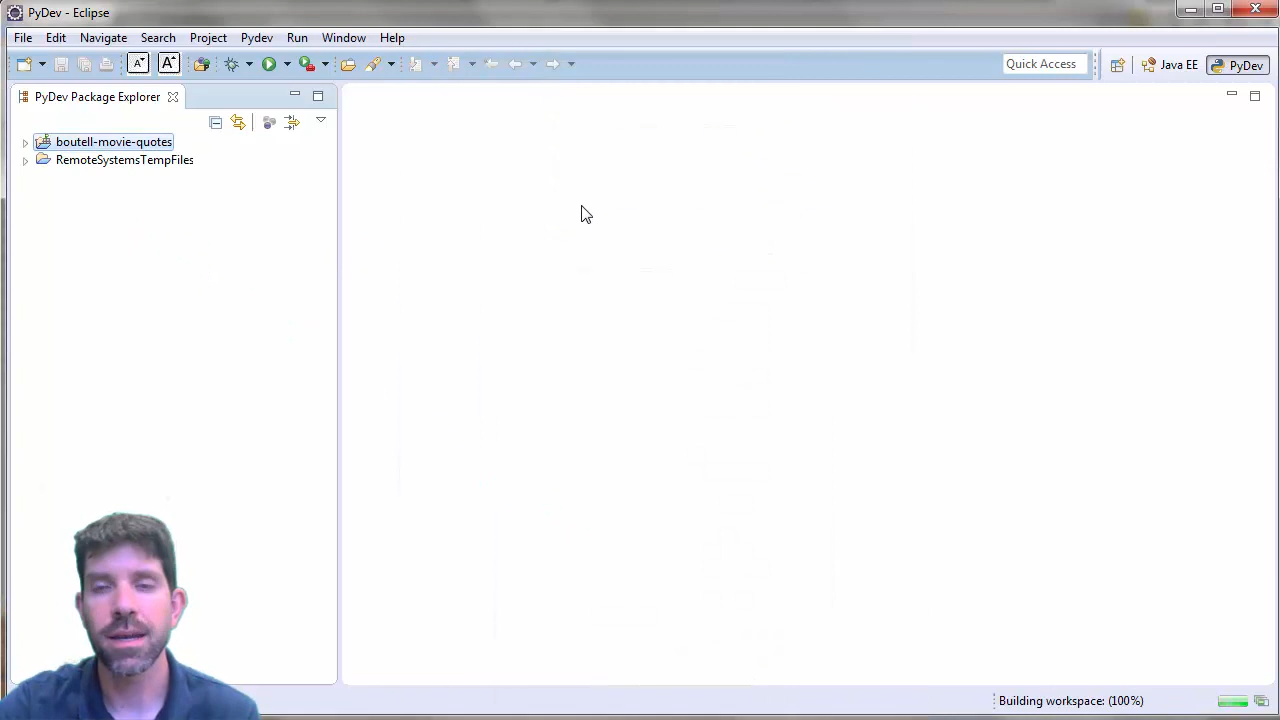 PyDev - Eclipse
File Edit Navigate Search Project Pydev Run Window Help
A A Quick Access Java EE PyDev
PyDev Package Explorer
boutell-movie-quotes
RemoteSystemsTempFiles
Building workspace: (100%)